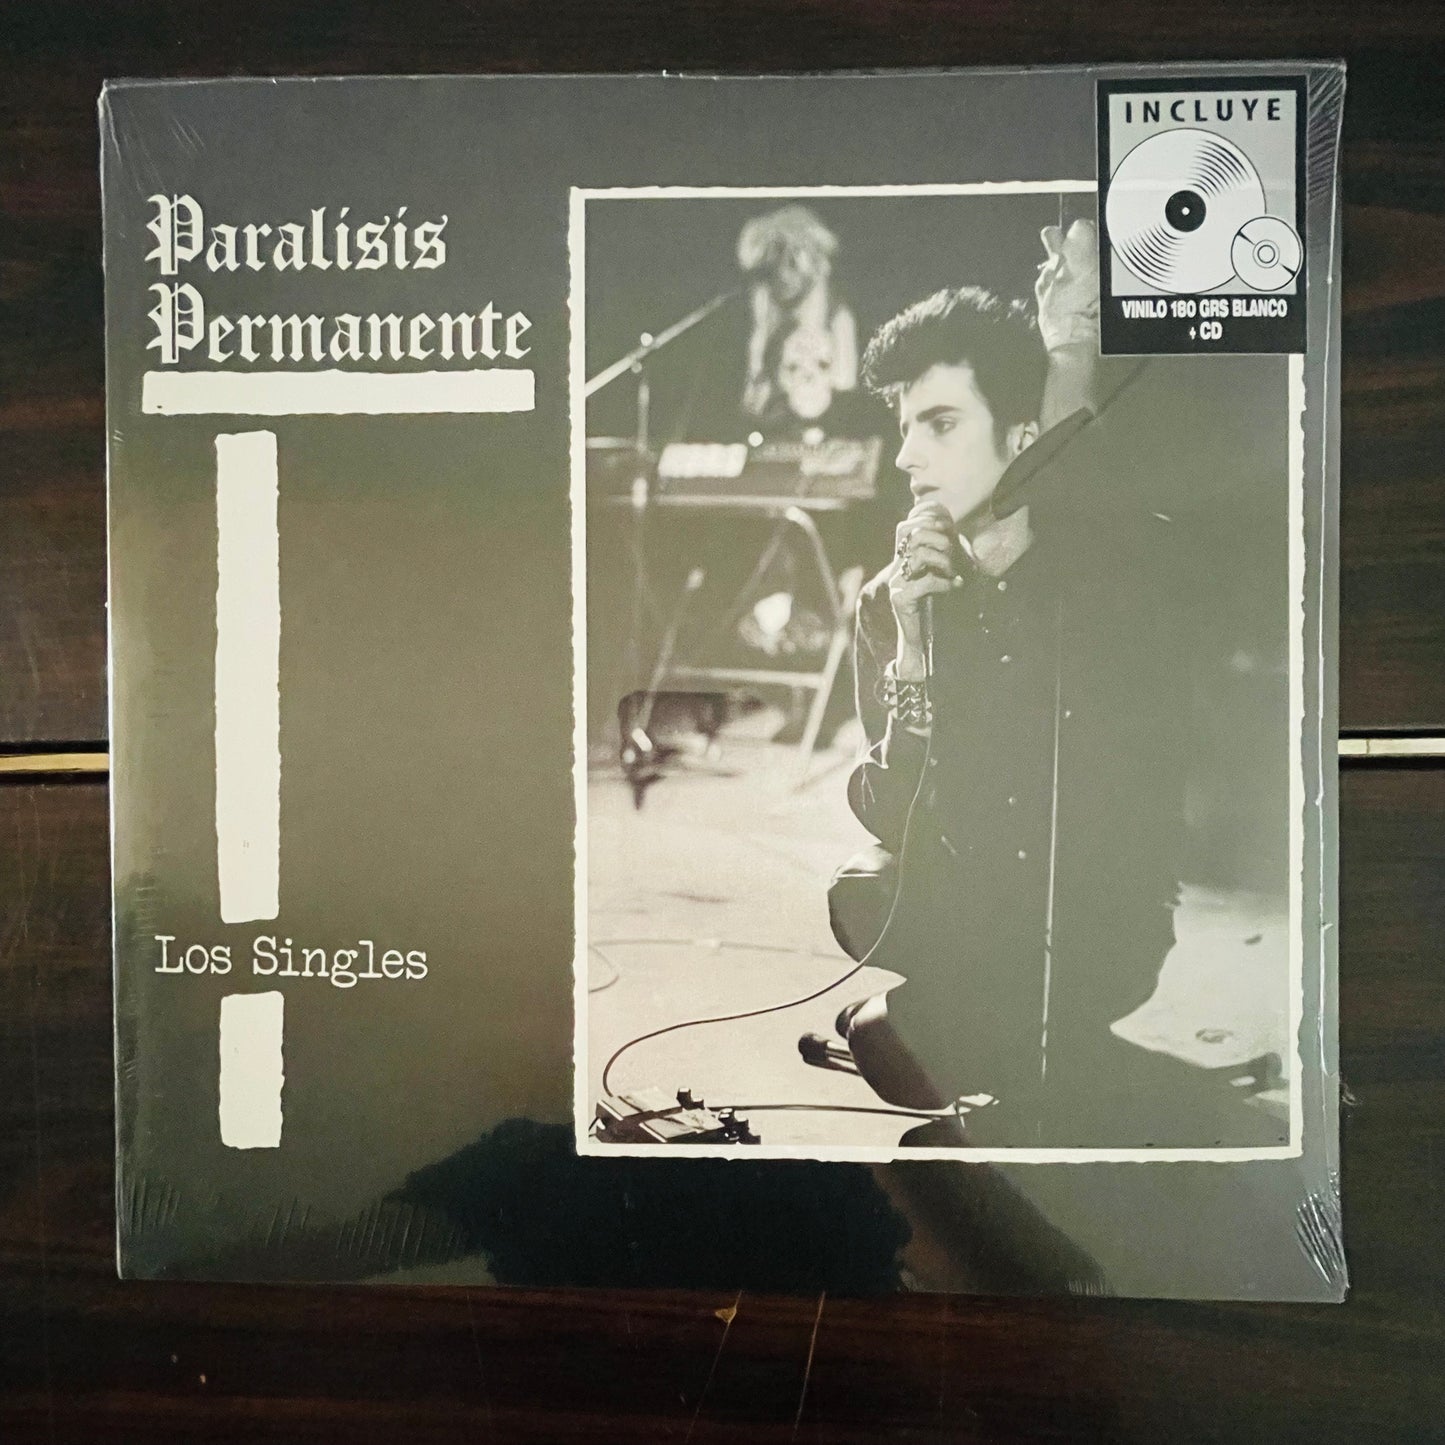 Paralisis
Permanente
Los Singles
INCLUYE
VINILO 180 GRS BLANCO
+ CD